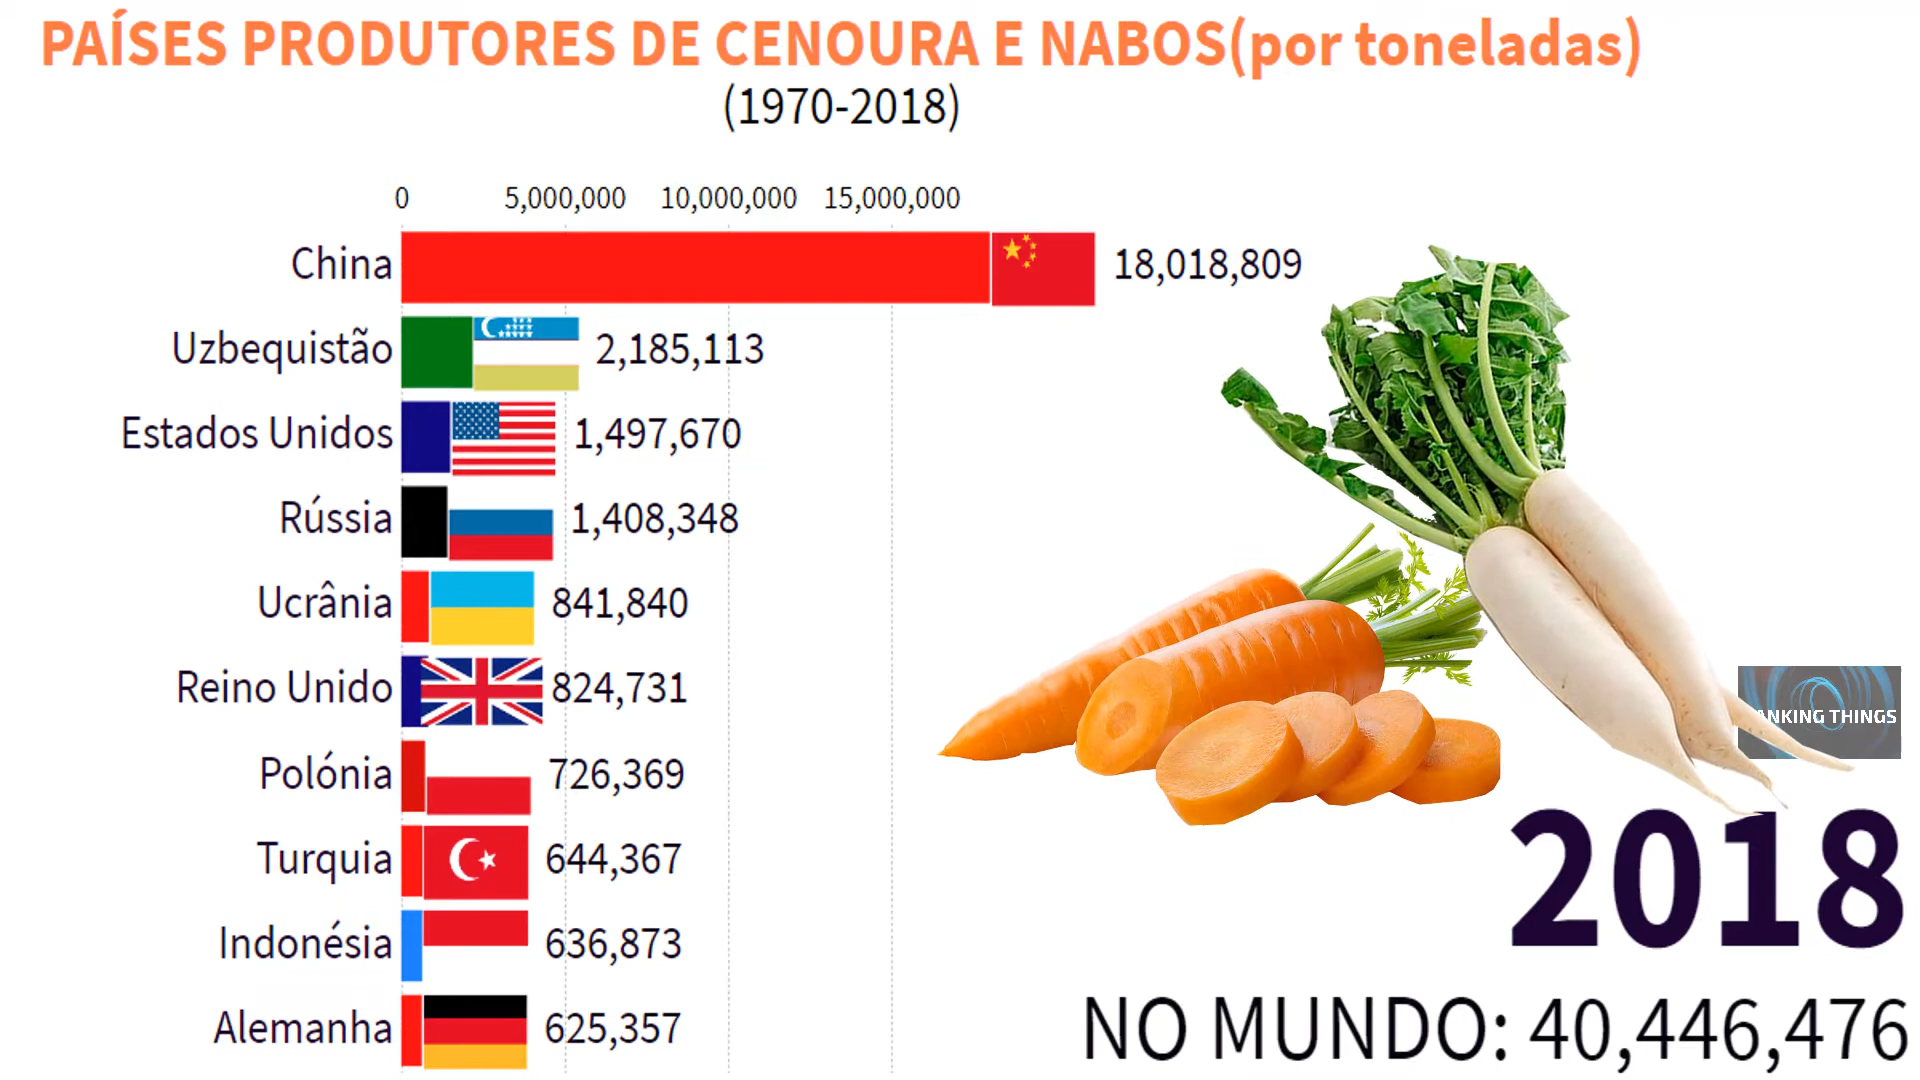 PAÍSES PRODUTORES DE CENOURA E NABOS(por toneladas)
(1970-2018)
0 5,000,000 10,000,000 15,000,000
China 18,018,809
Uzbequistão 2,185,113
Estados Unidos 1,497,670
Rússia 1,408,348
Ucrânia 841,840
Reino Unido 824,731
Polónia 726,369
ANKING THINGS
Turquia 644,367
2018
Indonésia 636,873
Alemanha 625,357
NO MUNDO: 40,446,476